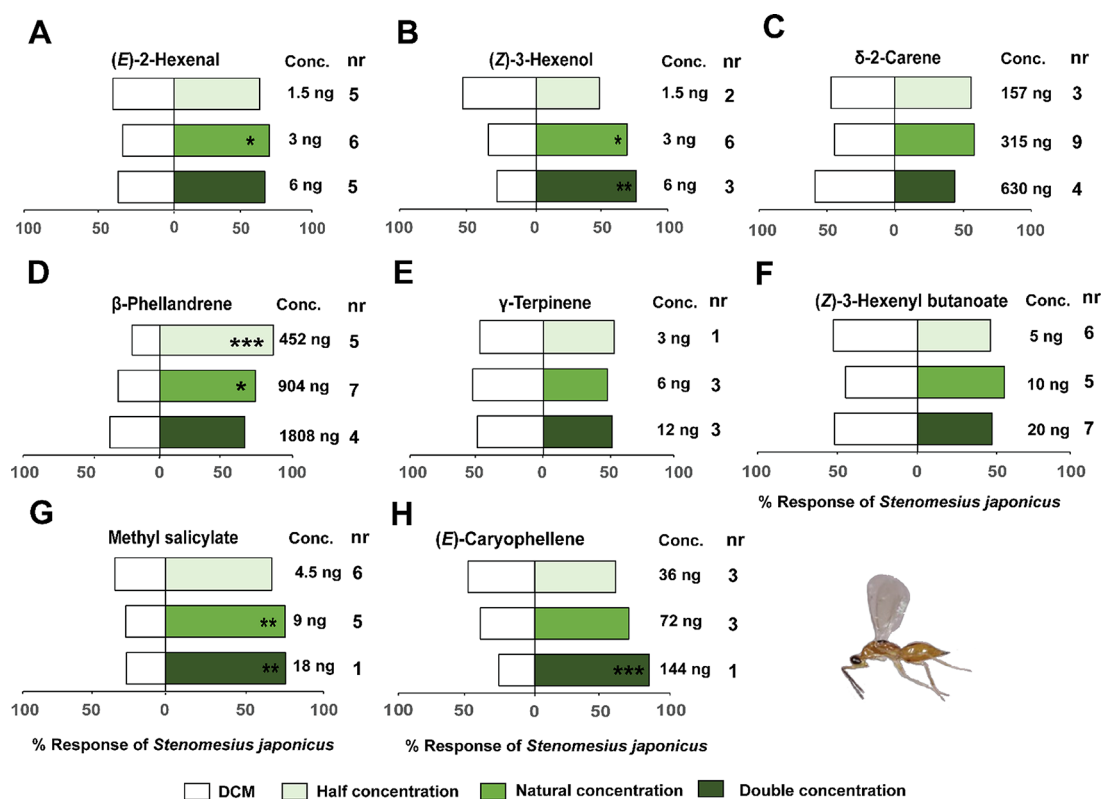 A
(E)-2-Hexenal Conc. nr
1.5 ng 5
* 3 ng 6
6 ng 5
100 50 0 50 100
B
(Z)-3-Hexenol Conc. nr
1.5 ng 2
* 3 ng 6
** 6 ng 3
100 50 0 50 100
C
δ-2-Carene Conc. nr
157 ng 3
315 ng 9
630 ng 4
100 50 0 50 100
D
β-Phellandrene Conc. nr
*** 452 ng 5
* 904 ng 7
1808 ng 4
100 50 0 50 100
E
γ-Terpinene Conc. nr
3 ng 1
6 ng 3
12 ng 3
100 50 0 50 100
F
(Z)-3-Hexenyl butanoate Conc. nr
5 ng 6
10 ng 5
20 ng 7
100 50 0 50 100
% Response of Stenomesius japonicus
G
Methyl salicylate Conc. nr
4.5 ng 6
** 9 ng 5
** 18 ng 1
100 50 0 50 100
% Response of Stenomesius japonicus
H
(E)-Caryophellene Conc. nr
36 ng 3
72 ng 3
*** 144 ng 1
100 50 0 50 100
% Response of Stenomesius japonicus
DCM Half concentration Natural concentration Double concentration